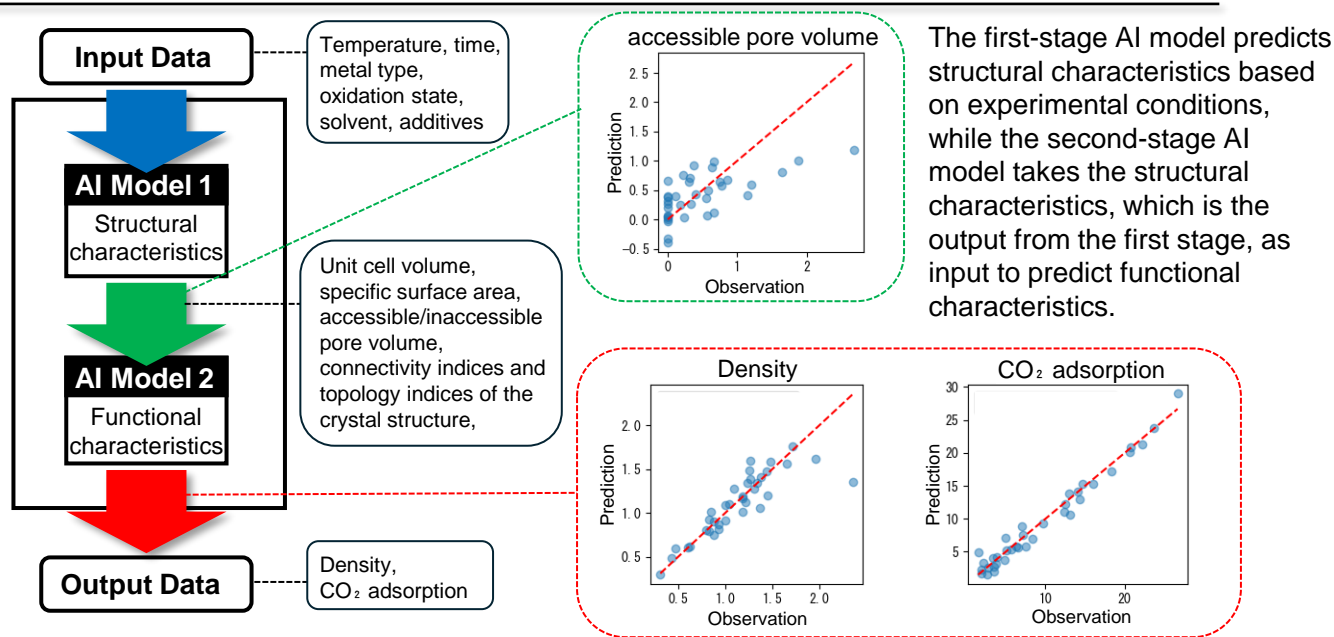 Input Data
Temperature, time,
metal type,
oxidation state,
solvent, additives
AI Model 1
Structural
characteristics
Unit cell volume,
specific surface area,
accessible/inaccessible
pore volume,
connectivity indices and
topology indices of the
crystal structure,
AI Model 2
Functional
characteristics
Output Data
Density,
CO₂ adsorption
accessible pore volume
2.5
2.0
1.5
1.0
0.5
0.0
−0.5
Prediction
0
1
2
Observation
The first-stage AI model predicts
structural characteristics based
on experimental conditions,
while the second-stage AI
model takes the structural
characteristics, which is the
output from the first stage, as
input to predict functional
characteristics.
Density
2.0
1.5
1.0
0.5
Prediction
0.5
1.0
1.5
2.0
Observation
CO₂ adsorption
30
25
20
15
10
5
Prediction
10
20
Observation